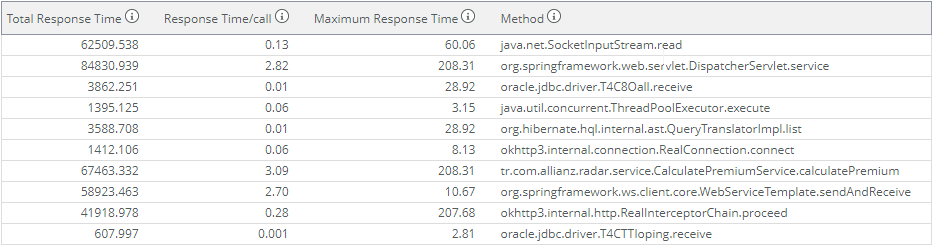 Total Response Time Response Time/call Maximum Response Time Method
62509.538 0.13 60.06 java.net.SocketInputStream.read
84830.939 2.82 208.31 org.springframework.web.servlet.DispatcherServlet.service
3862.251 0.01 28.92 oracle.jdbc.driver.T4C8Oall.receive
1395.125 0.06 3.15 java.util.concurrent.ThreadPoolExecutor.execute
3588.708 0.01 28.92 org.hibernate.hql.internal.ast.QueryTranslatorImpl.list
1412.106 0.06 8.13 okhttp3.internal.connection.RealConnection.connect
67463.332 3.09 208.31 tr.com.allianz.radar.service.CalculatePremiumService.calculatePremium
58923.463 2.70 10.67 org.springframework.ws.client.core.WebServiceTemplate.sendAndReceive
41918.978 0.28 207.68 okhttp3.internal.http.RealInterceptorChain.proceed
607.997 0.001 2.81 oracle.jdbc.driver.T4CTTIoping.receive